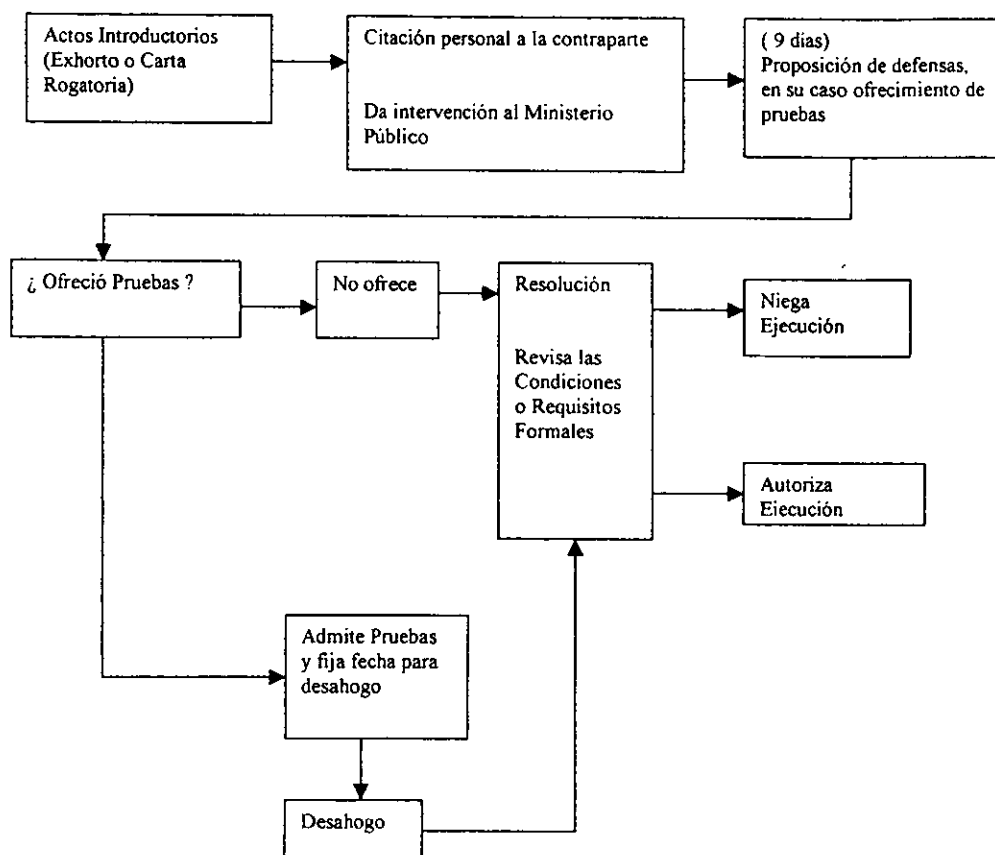 Actos Introductorios
(Exhorto o Carta
Rogatoria)
Citación personal a la contraparte
Da intervención al Ministerio
Público
( 9 dias)
Proposición de defensas,
en su caso ofrecimiento de
pruebas
¿ Ofreció Pruebas ?
No ofrece
Resolución
Revisa las
Condiciones
o Requisitos
Formales
Niega
Ejecución
Autoriza
Ejecución
Admite Pruebas
y fija fecha para
desahogo
Desahogo